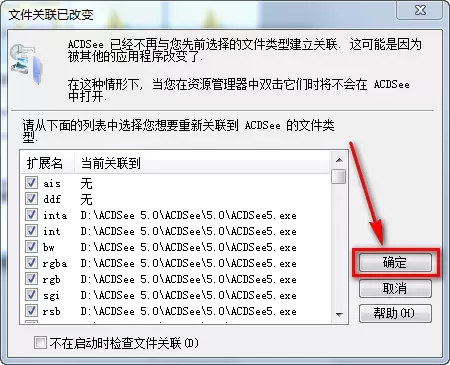 文件关联已改变
ACDSee 已经不再与您先前选择的文件类型建立关联. 这可能是因为
被其他的应用程序改变了.
在这种情形下, 当您在资源管理器中双击它们时将不会在 ACDSee
中打开.
请从下面的列表中选择您想要重新关联到 ACDSee 的文件类
型.
扩展名 当前关联到
ais 无
ddf 无
inta D:\ACDSee 5.0\ACDSee\5.0\ACDSee5.exe
int D:\ACDSee 5.0\ACDSee\5.0\ACDSee5.exe
bw D:\ACDSee 5.0\ACDSee\5.0\ACDSee5.exe
rgba D:\ACDSee 5.0\ACDSee\5.0\ACDSee5.exe
rgb D:\ACDSee 5.0\ACDSee\5.0\ACDSee5.exe
sgi D:\ACDSee 5.0\ACDSee\5.0\ACDSee5.exe
rsb D:\ACDSee 5.0\ACDSee\5.0\ACDSee5.exe
确定
取消
帮助(H)
不在启动时检查文件关联(D)